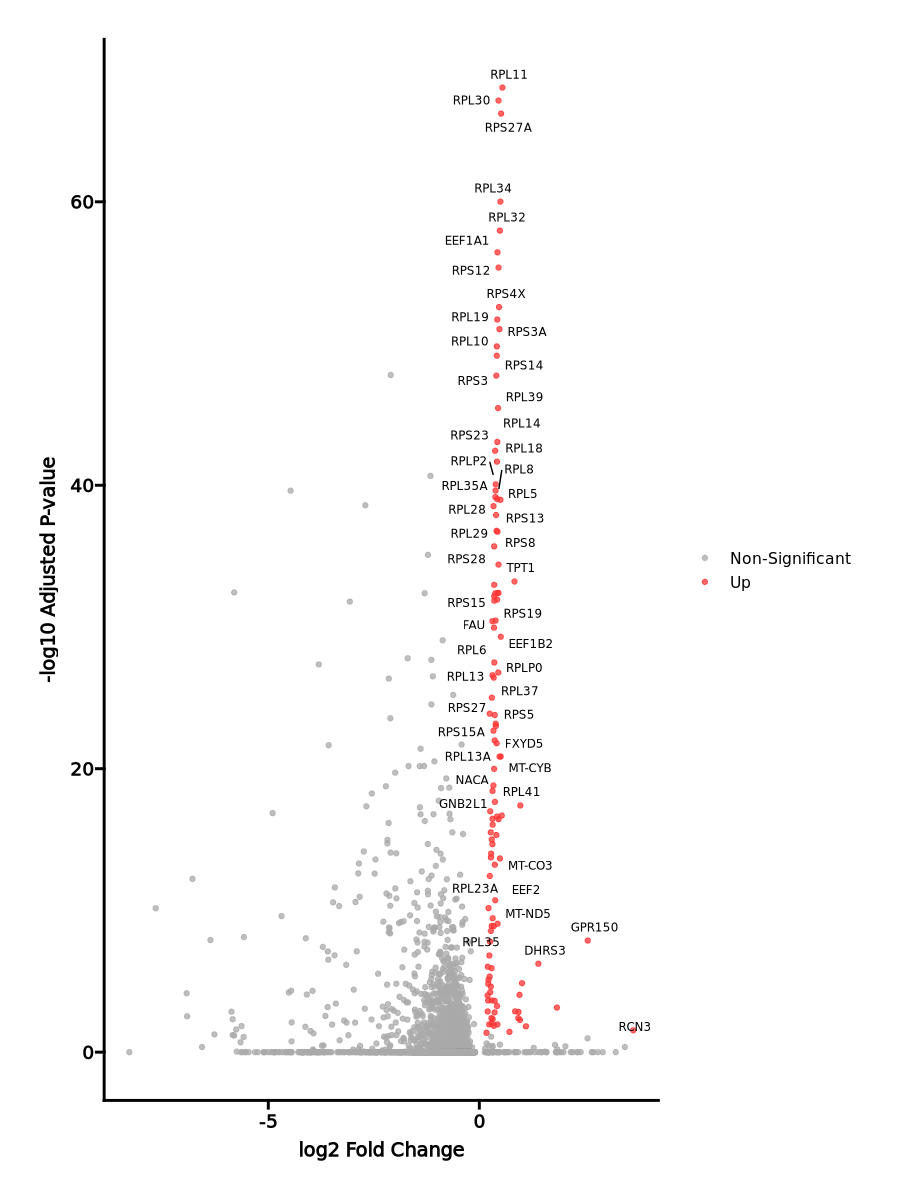 RPL11
RPL30
RPS27A
RPL34
60
RPL32
EEF1A1
RPS12
RPS4X
RPL19
RPS3A
RPL10
RPS14
RPS3
RPL39
RPL14
RPS23
RPL18
RPLP2
RPL8
40
RPL35A
RPL5
RPL28
RPS13
RPL29
RPS8
RPS28
TPT1
RPS15
RPS19
FAU
EEF1B2
RPL6
RPLP0
RPL13
RPL37
RPS27
RPS5
RPS15A
FXYD5
RPL13A
20
MT-CYB
NACA
RPL41
GNB2L1
MT-CO3
RPL23A
EEF2
MT-ND5
GPR150
RPL35
DHRS3
RCN3
0
-5
0
log2 Fold Change
-log10 Adjusted P-value
Non-Significant
Up